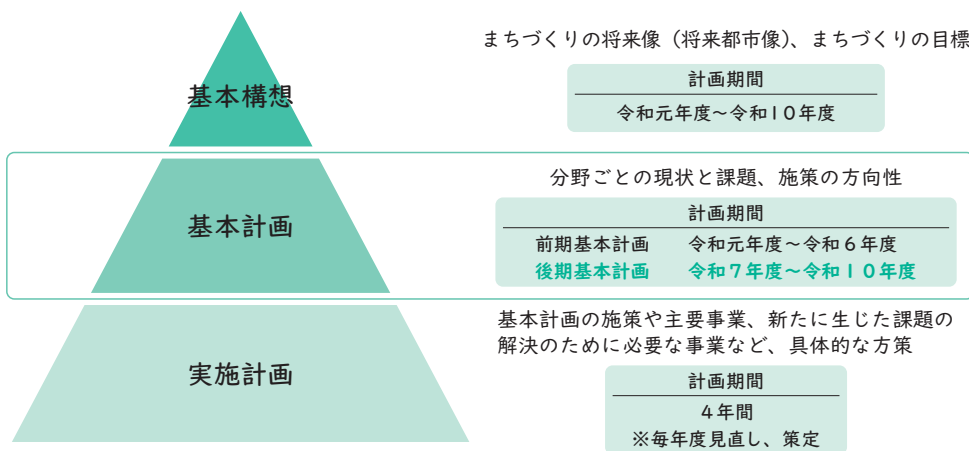 基本構想
まちづくりの将来像（将来都市像）、まちづくりの目標
計画期間
令和元年度～令和１０年度
基本計画
分野ごとの現状と課題、施策の方向性
計画期間
前期基本計画　令和元年度～令和６年度
後期基本計画　令和７年度～令和１０年度
実施計画
基本計画の施策や主要事業、新たに生じた課題の
解決のために必要な事業など、具体的な方策
計画期間
４年間
※毎年度見直し、策定